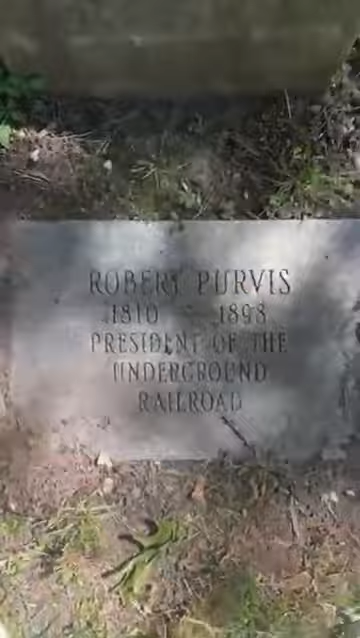 ROBERT PURVIS
1810 1898
PRESIDENT OF THE
UNDERGROUND
RAILROAD